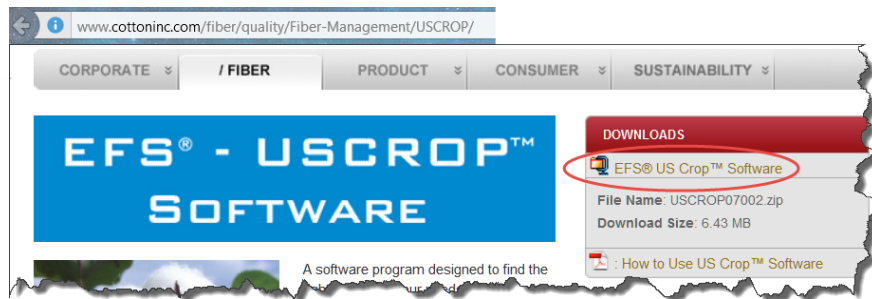 www.cottoninc.com/fiber/quality/Fiber-Management/USCROP/
CORPORATE / FIBER PRODUCT CONSUMER SUSTAINABILITY
EFS® - USCROP™
SOFTWARE
A software program designed to find the
DOWNLOADS
EFS® US Crop™ Software
File Name: USCROP07002.zip
Download Size: 6.43 MB
: How to Use US Crop™ Software